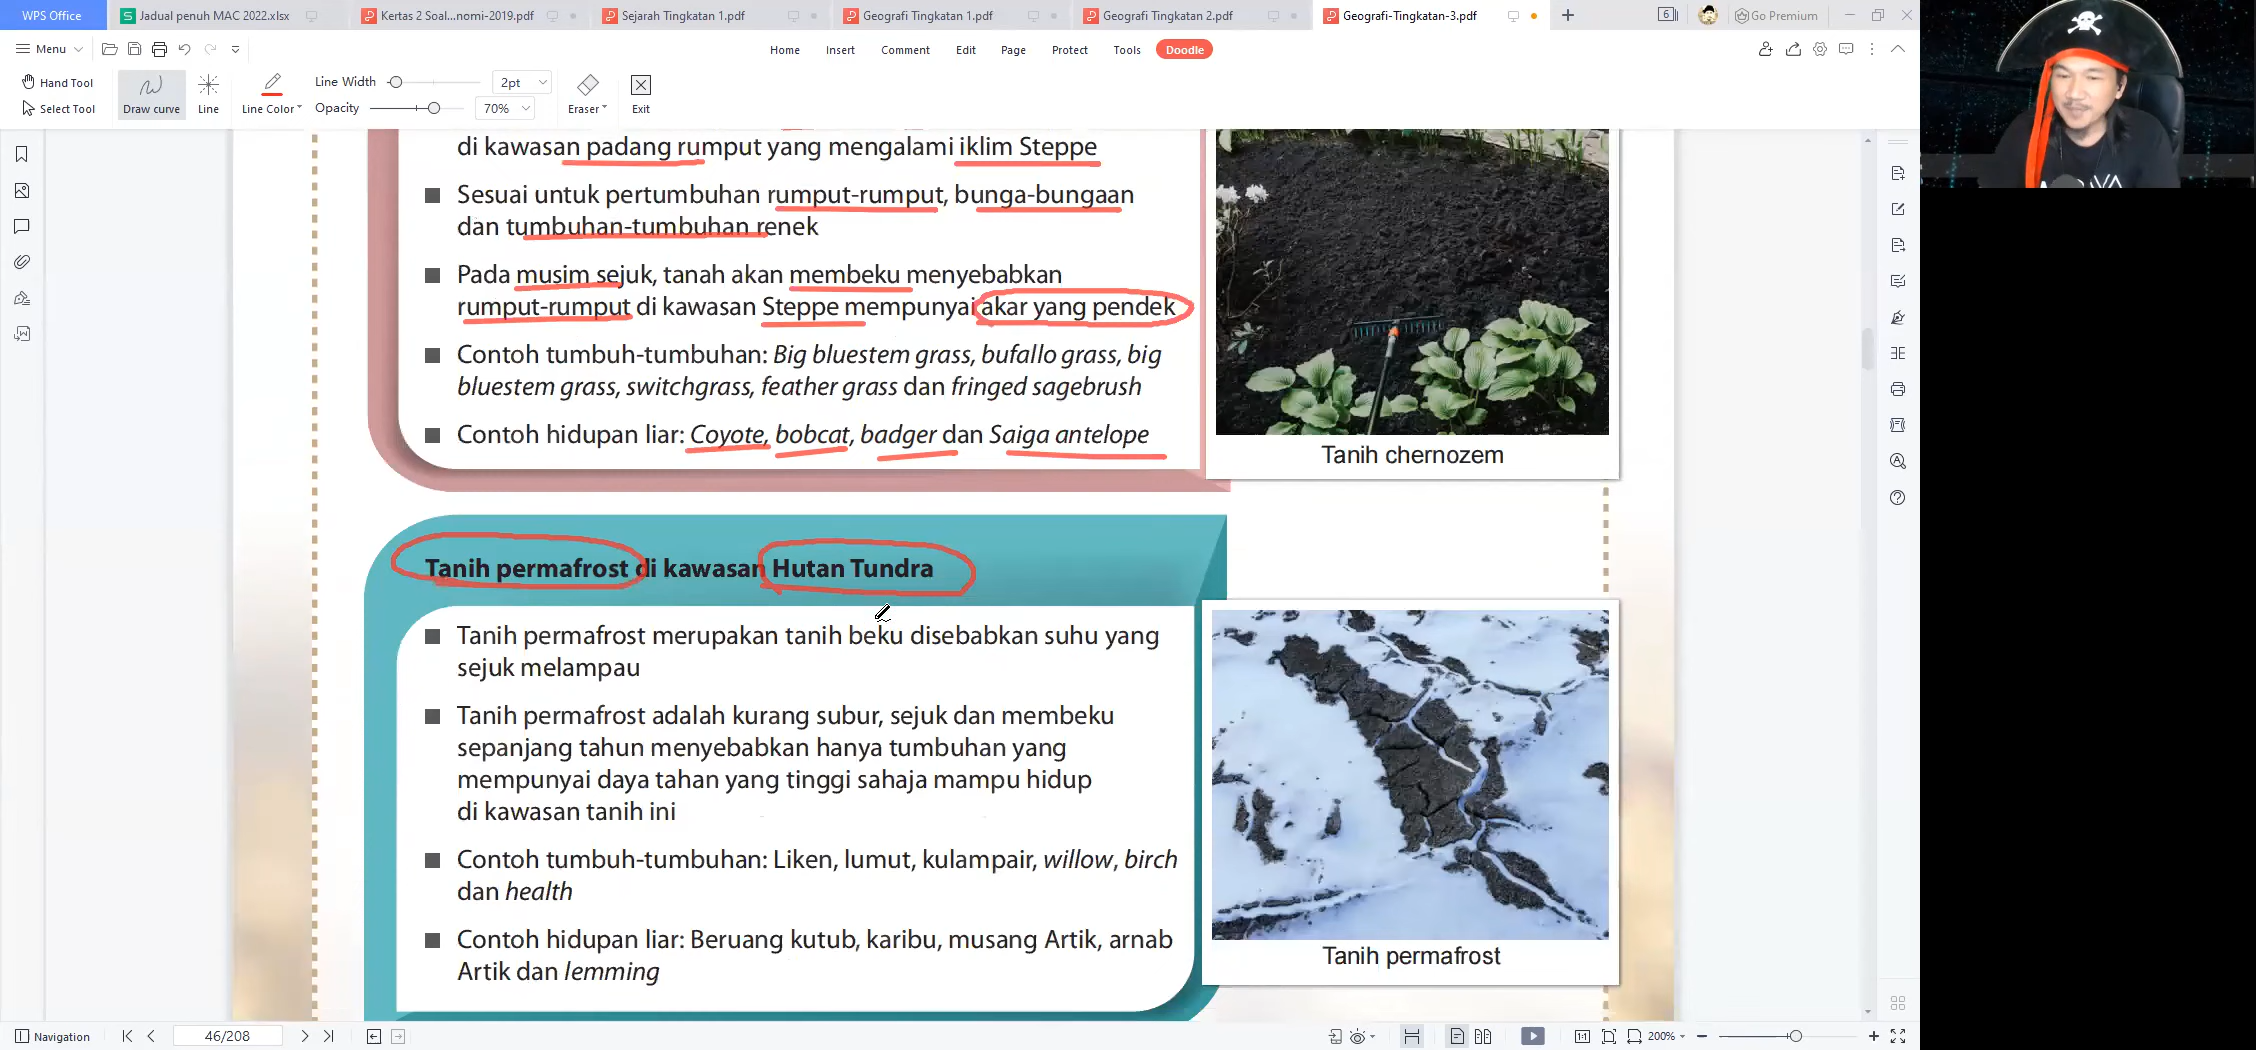 WPS Office
Jadual penuh MAC 2022.xlsx
Kertas 2 Soal...nomi-2019.pdf
Sejarah Tingkatan 1.pdf
Geografi Tingkatan 1.pdf
Geografi Tingkatan 2.pdf
Geografi-Tingkatan-3.pdf
6
Go Premium
Menu
Home
Insert
Comment
Edit
Page
Protect
Tools
Doodle
Hand Tool
Select Tool
Draw curve
Line
Line Color
Line Width
2pt
Opacity
70%
Eraser
Exit
di kawasan padang rumput yang mengalami iklim Steppe
Sesuai untuk pertumbuhan rumput-rumput, bunga-bungaan
dan tumbuhan-tumbuhan renek
Pada musim sejuk, tanah akan membeku menyebabkan
rumput-rumput di kawasan Steppe mempunyai akar yang pendek
Contoh tumbuh-tumbuhan: Big bluestem grass, bufallo grass, big
bluestem grass, switchgrass, feather grass dan fringed sagebrush
Contoh hidupan liar: Coyote, bobcat, badger dan Saiga antelope
Tanih chernozem
Tanih permafrost di kawasan Hutan Tundra
Tanih permafrost merupakan tanih beku disebabkan suhu yang
sejuk melampau
Tanih permafrost adalah kurang subur, sejuk dan membeku
sepanjang tahun menyebabkan hanya tumbuhan yang
mempunyai daya tahan yang tinggi sahaja mampu hidup
di kawasan tanih ini
Contoh tumbuh-tumbuhan: Liken, lumut, kulampair, willow, birch
dan health
Contoh hidupan liar: Beruang kutub, karibu, musang Artik, arnab
Artik dan lemming
Tanih permafrost
Navigation
46/208
1:1
200%